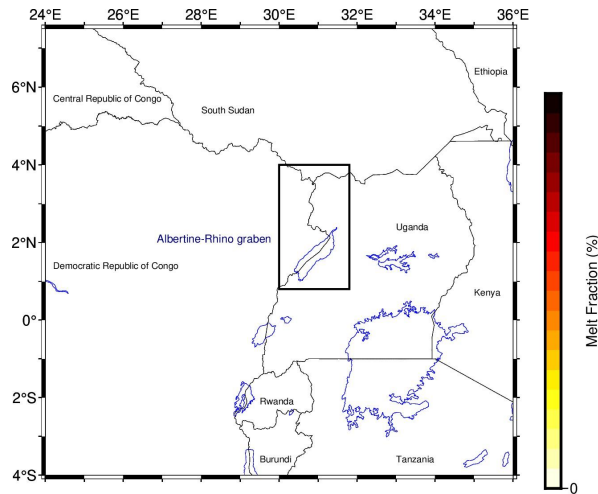 24°E 26°E 28°E 30°E 32°E 34°E 36°E
Ethiopia
6°N
Central Republic of Congo
South Sudan
4°N
Albertine-Rhino graben
Uganda
2°N
Democratic Republic of Congo
Kenya
0°
2°S
Rwanda
Burundi
Tanzania
4°S
Melt Fraction (%)
0